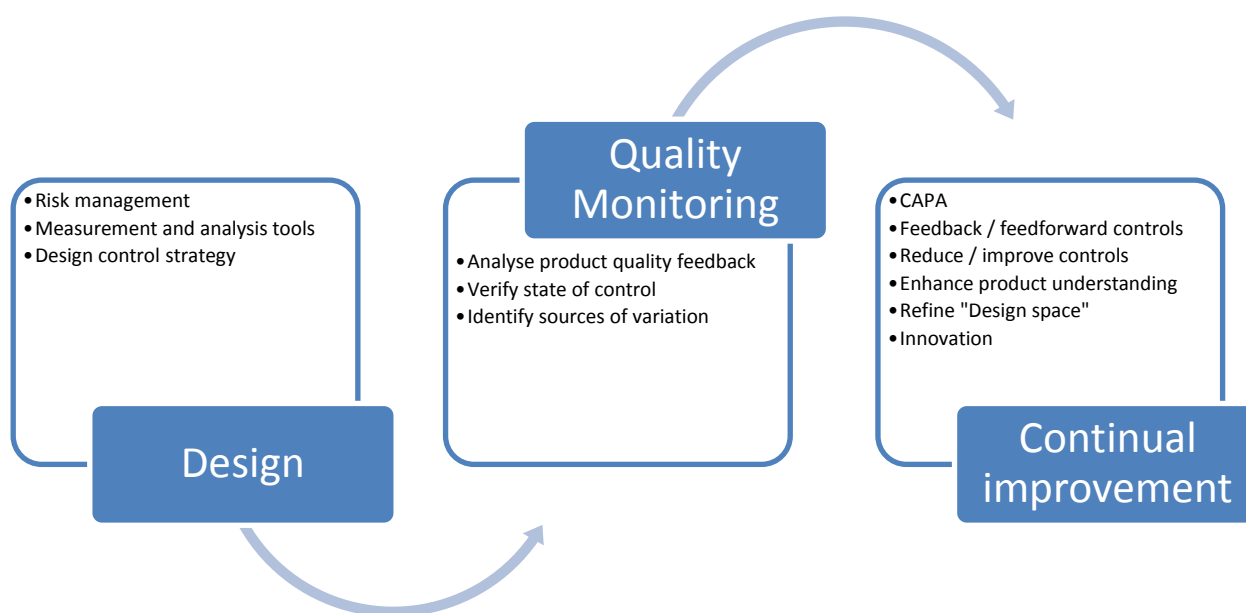 •Risk management
•Measurement and analysis tools
•Design control strategy
Design
Quality
Monitoring
•Analyse product quality feedback
•Verify state of control
•Identify sources of variation
•CAPA
•Feedback / feedforward controls
•Reduce / improve controls
•Enhance product understanding
•Refine "Design space"
•Innovation
Continual
improvement